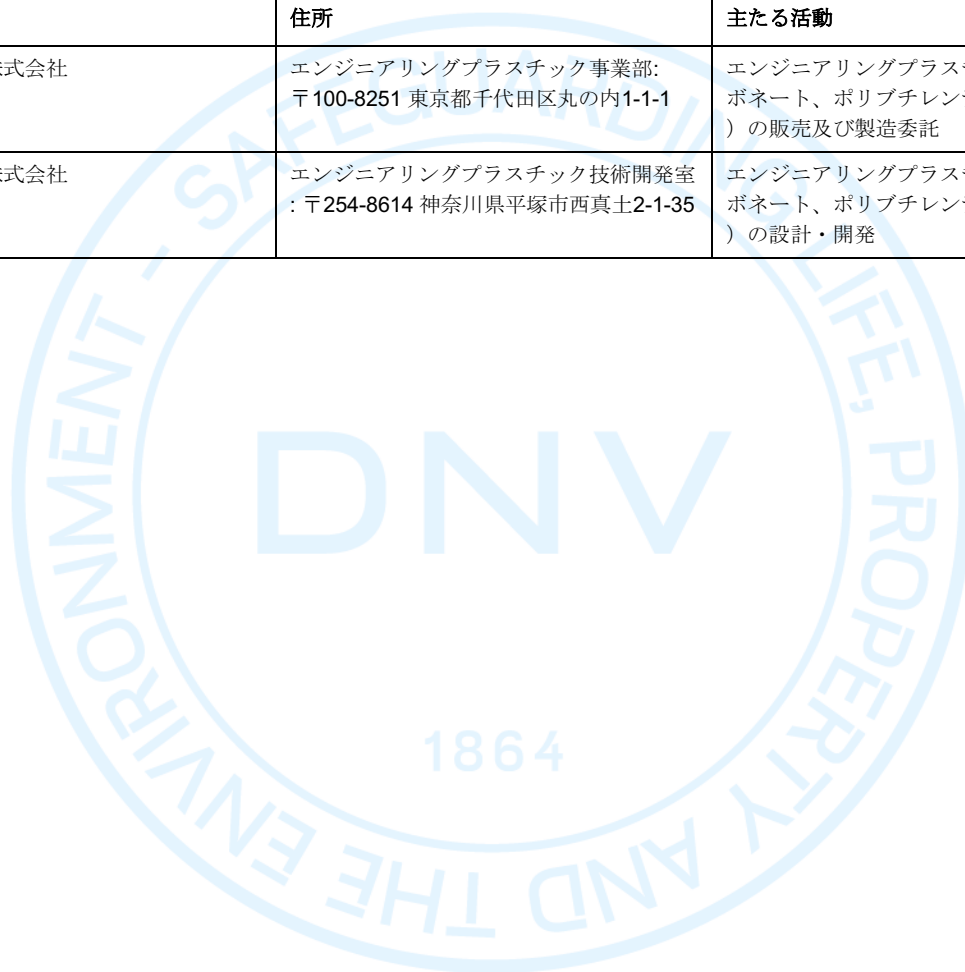 住所
主たる活動
式会社
エンジニアリングプラスチック事業部:
〒100-8251 東京都千代田区丸の内1-1-1
エンジニアリングプラス
ボネート、ポリブチレン
）の販売及び製造委託
式会社
エンジニアリングプラスチック技術開発室
: 〒254-8614 神奈川県平塚市西真土2-1-35
エンジニアリングプラス
ボネート、ポリブチレン
）の設計・開発
SAFEGUARDING LIFE, PROPERTY AND THE ENVIRONMENT -
DNV
1864